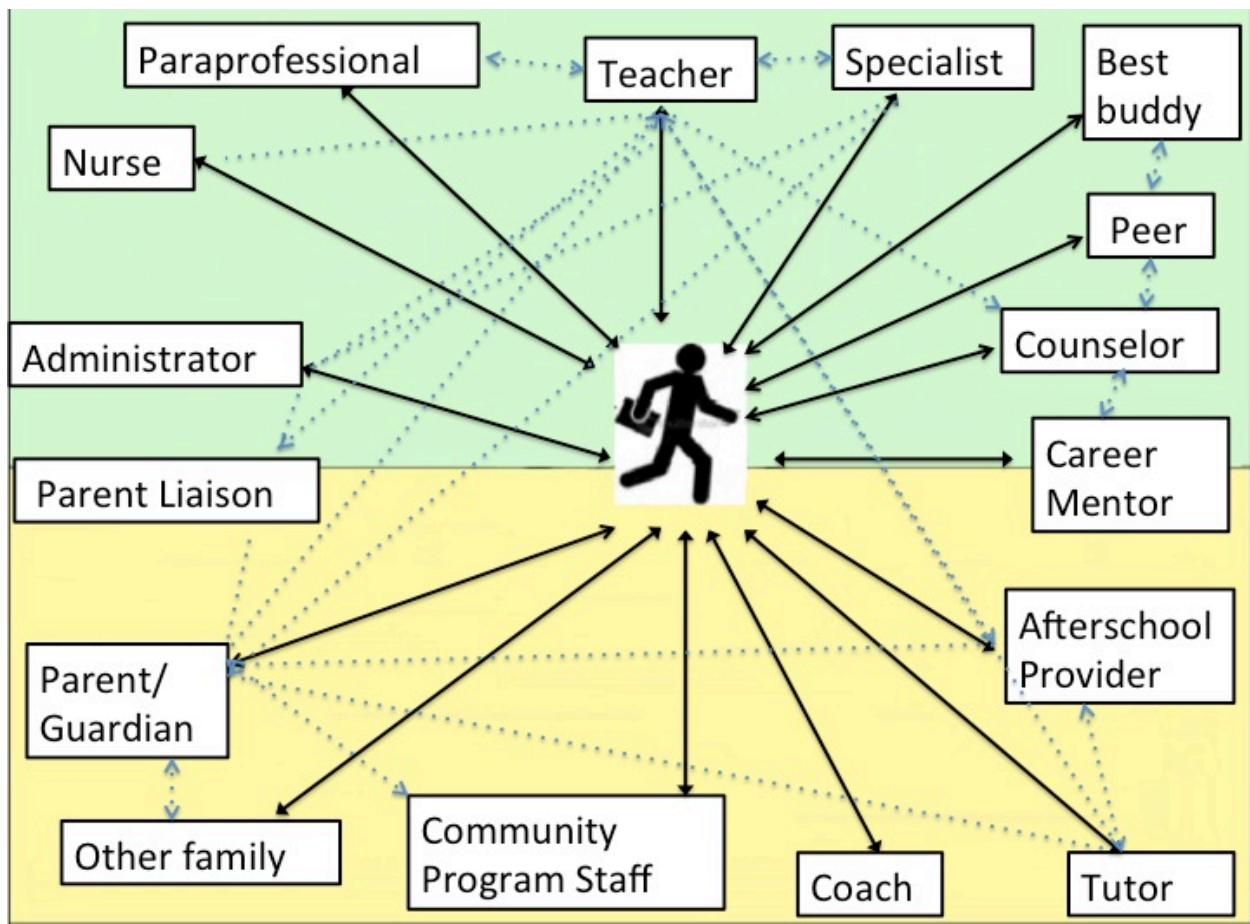 Paraprofessional
Teacher
Specialist
Best
buddy
Nurse
Peer
Administrator
Counselor
Parent Liaison
Career
Mentor
Afterschool
Provider
Parent/
Guardian
Other family
Community
Program Staff
Coach
Tutor